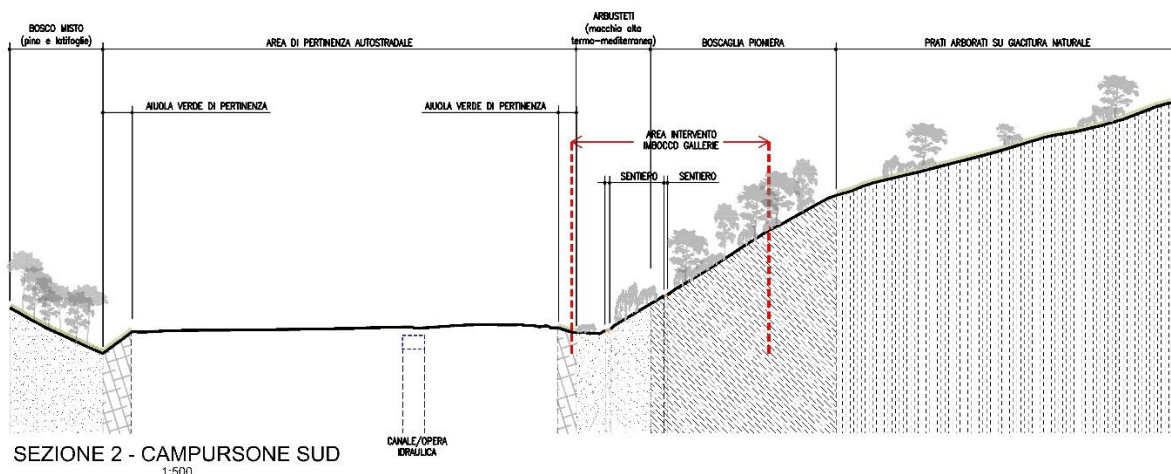 BOSCO MISTO
(pino e latifoglie)
AREA DI PERTINENZA AUTOSTRADALE
ARBUSTETI
(macchia alta
termo-mediterranea)
BOSCAGLIA PIONIERA
PRATI ARBORATI SU GIACITURA NATURALE
AIUOLA VERDE DI PERTINENZA
AIUOLA VERDE DI PERTINENZA
AREA INTERVENTO
IMBOCCO GALLERIE
SENTIERO
SENTIERO
CANALE/OPERA
IDRAULICA
SEZIONE 2 - CAMPURSONE SUD
1:500